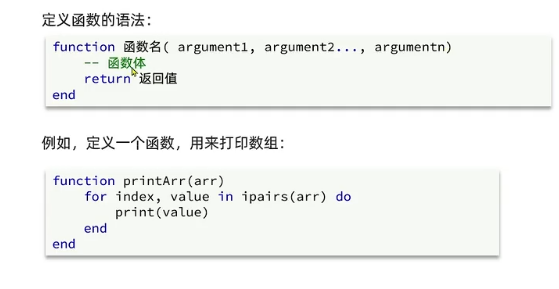 定义函数的语法：
function 函数名( argument1, argument2..., argumentn)
-- 函数体
return 返回值
end
例如，定义一个函数，用来打印数组：
function printArr(arr)
for index, value in ipairs(arr) do
print(value)
end
end